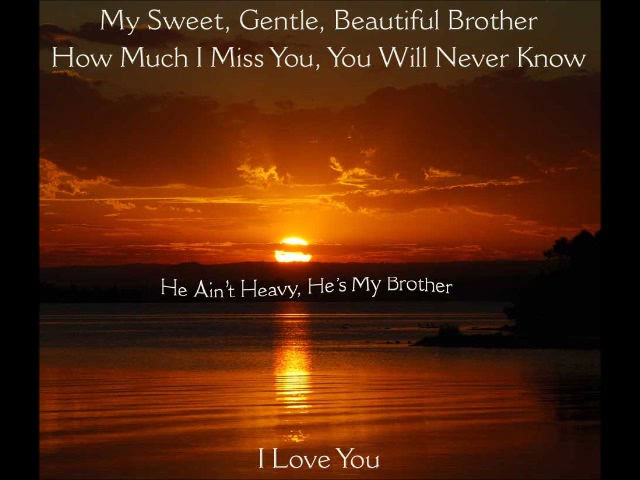 My Sweet, Gentle, Beautiful Brother
How Much I Miss You, You Will Never Know
He Ain't Heavy, He's My Brother
I Love You